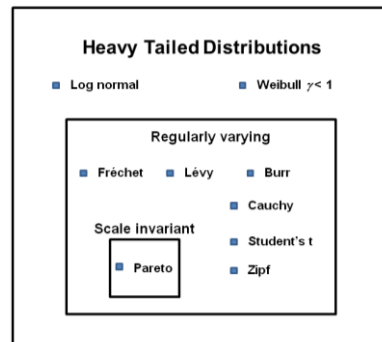 Heavy Tailed Distributions
Log normal
Weibull γ< 1
Regularly varying
Fréchet
Lévy
Burr
Cauchy
Scale invariant
Student's t
Pareto
Zipf